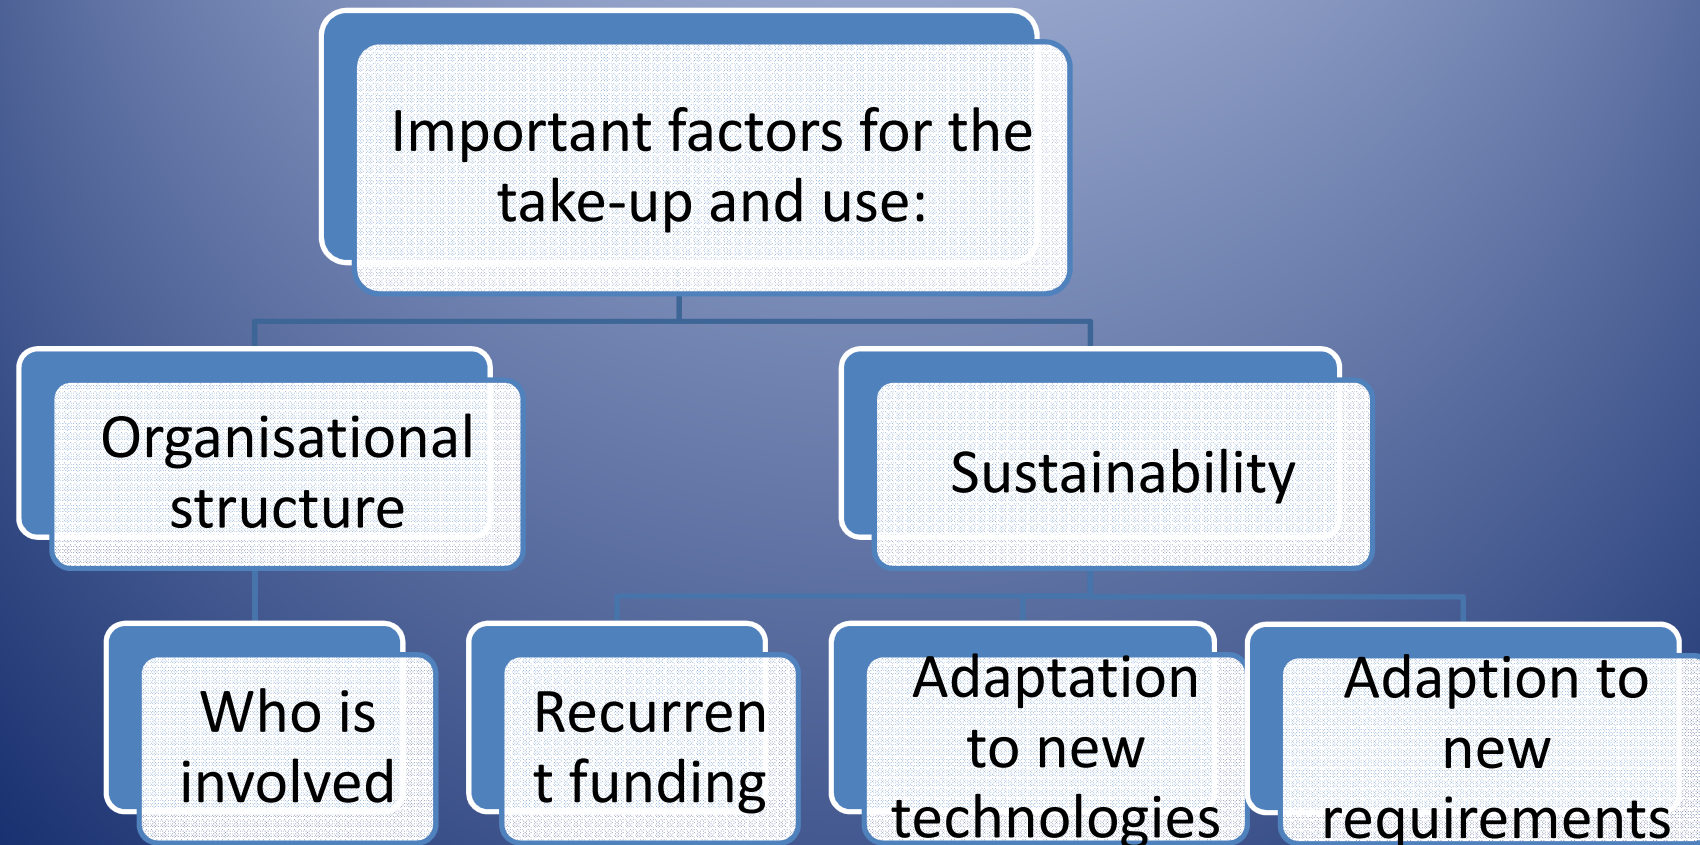 Important factors for the
take-up and use:
Organisational
structure
Sustainability
Who is
involved
Recurren
t funding
Adaptation
to new
technologies
Adaption to
new
requirements